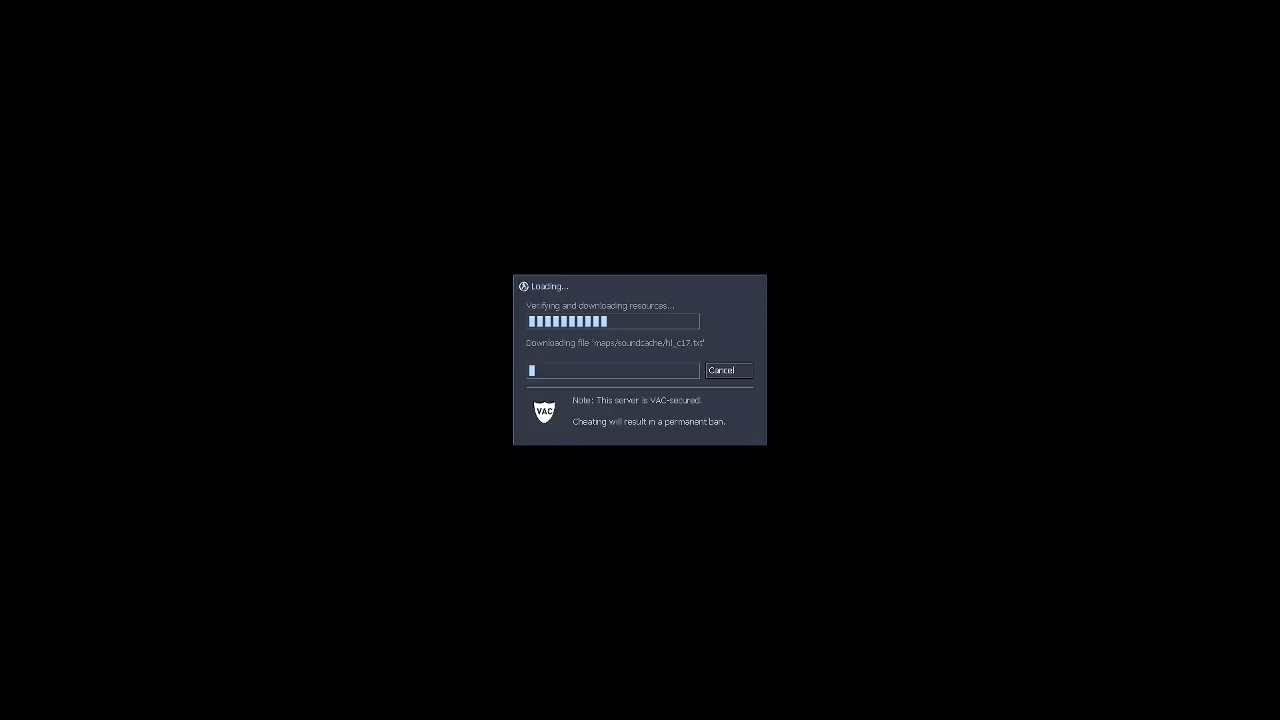 Loading...
Verifying and downloading resources...
Downloading file 'maps/soundcache/hl_c17.txt'
Cancel
Note: This server is VAC-secured.
VAC
Cheating will result in a permanent ban.